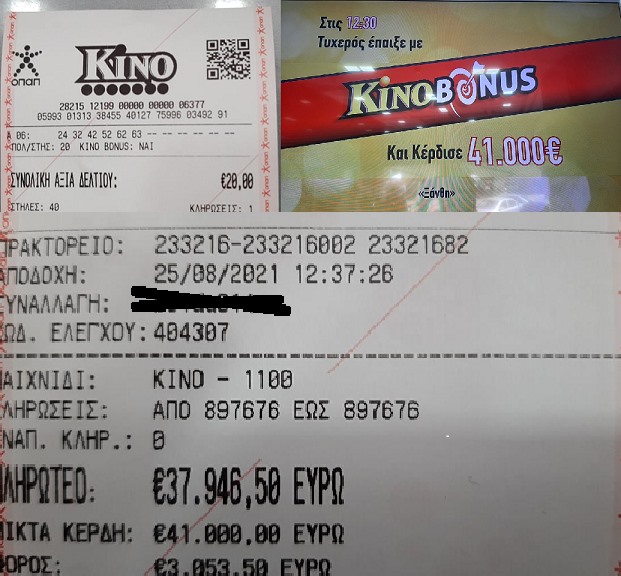 οπαπ
KINO
28215 12199 00000 00000 06377
05993 01313 38455 40127 75996 03492 91
Α 06: 24 32 42 52 62 63 -- -- -- -- -- --
ΠΟΛ/ΣΤΗΣ: 20 KINO BONUS: ΝΑΙ
ΣΥΝΟΛΙΚΗ ΑΞΙΑ ΔΕΛΤΙΟΥ: €20,00
ΣΤΗΛΕΣ: 40 ΚΛΗΡΩΣΕΙΣ: 1
Στις 12:30
Τυχερός έπαιξε με
KINOBONUS
Και Κέρδισε 41.000€
«Ξάνθη»
ΠΡΑΚΤΟΡΕΙΟ: 233216-233216002 23321682
ΑΠΟΔΟΧΗ: 25/08/2021 12:37:26
ΣΥΝΑΛΛΑΓΗ:
ΚΩΔ. ΕΛΕΓΧΟΥ: 404307
ΠΑΙΧΝΙΔΙ: ΚΙΝΟ - 1100
ΚΛΗΡΩΣΕΙΣ: ΑΠΟ 897676 ΕΩΣ 897676
ΑΝΑΠ. ΚΛΗΡ.: 0
ΠΛΗΡΩΤΕΟ: €37.946,50 ΕΥΡΩ
ΜΙΚΤΑ ΚΕΡΔΗ: €41.000,00 ΕΥΡΩ
ΦΟΡΟΣ: €3.053,50 ΕΥΡΩ